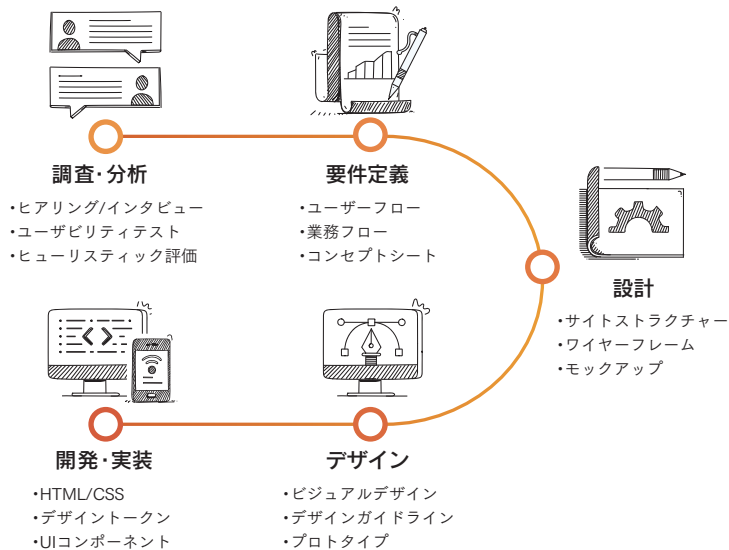 調査・分析
・ヒアリング/インタビュー
・ユーザビリティテスト
・ヒューリスティック評価
要件定義
・ユーザーフロー
・業務フロー
・コンセプトシート
設計
・サイトストラクチャー
・ワイヤーフレーム
・モックアップ
デザイン
・ビジュアルデザイン
・デザインガイドライン
・プロトタイプ
開発・実装
・HTML/CSS
・デザイントークン
・UIコンポーネント